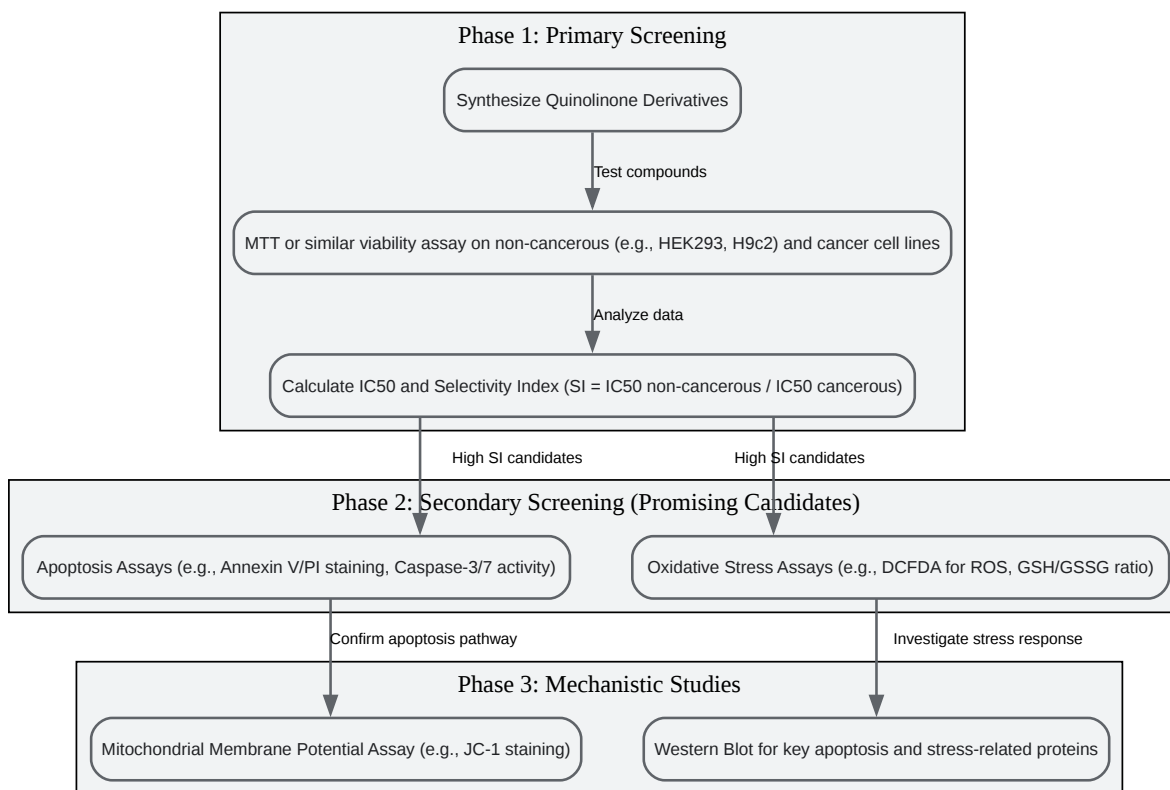 Phase 1: Primary Screening
Synthesize Quinolinone Derivatives
Test compounds
MTT or similar viability assay on non-cancerous (e.g., HEK293, H9c2) and cancer cell lines
Analyze data
Calculate IC50 and Selectivity Index (SI = IC50 non-cancerous / IC50 cancerous)
High SI candidates
High SI candidates
Phase 2: Secondary Screening (Promising Candidates)
Apoptosis Assays (e.g., Annexin V/PI staining, Caspase-3/7 activity)
Oxidative Stress Assays (e.g., DCFDA for ROS, GSH/GSSG ratio)
Confirm apoptosis pathway
Investigate stress response
Phase 3: Mechanistic Studies
Mitochondrial Membrane Potential Assay (e.g., JC-1 staining)
Western Blot for key apoptosis and stress-related proteins